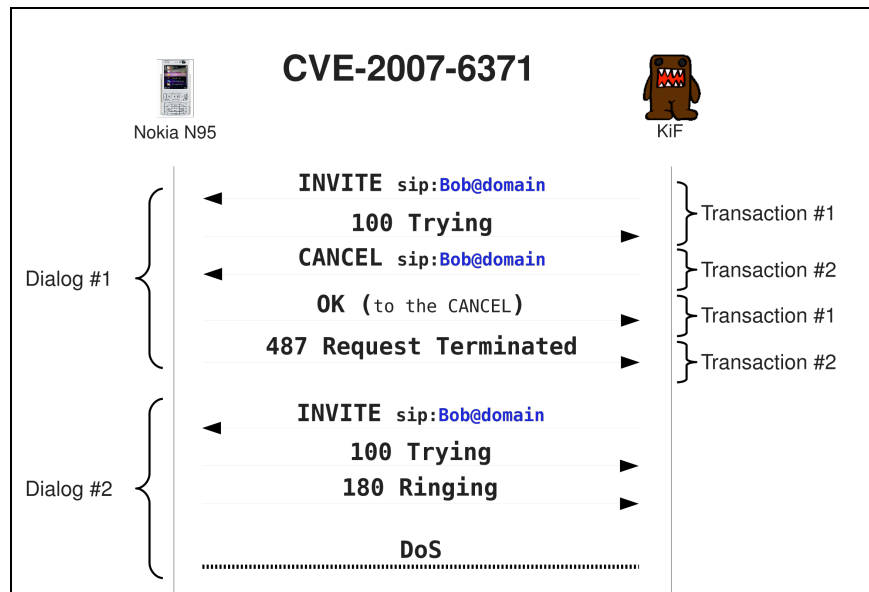 CVE-2007-6371
Nokia N95
KiF
INVITE sip:Bob@domain
100 Trying
Transaction #1
CANCEL sip:Bob@domain
Transaction #2
Dialog #1
OK (to the CANCEL)
Transaction #1
487 Request Terminated
Transaction #2
INVITE sip:Bob@domain
100 Trying
180 Ringing
Dialog #2
DoS